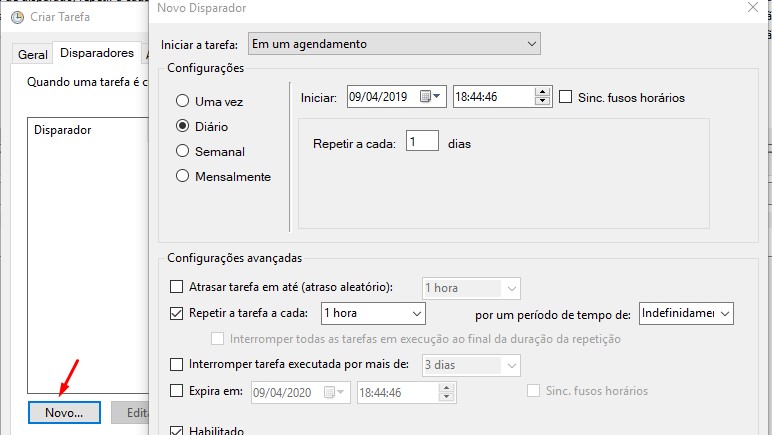 Criar Tarefa
Geral
Disparadores
Quando uma tarefa é c
Disparador
Novo...
Edita
Novo Disparador
Iniciar a tarefa:
Em um agendamento
Configurações
Uma vez
Diário
Semanal
Mensalmente
Iniciar: 09/04/2019 18:44:46 Sinc. fusos horários
Repetir a cada: 1 dias
Configurações avançadas
Atrasar tarefa em até (atraso aleatório): 1 hora
Repetir a tarefa a cada: 1 hora por um período de tempo de: Indefinidamen
Interromper todas as tarefas em execução ao final da duração da repetição
Interromper tarefa executada por mais de: 3 dias
Expira em: 09/04/2020 18:44:46 Sinc. fusos horários
Habilitado